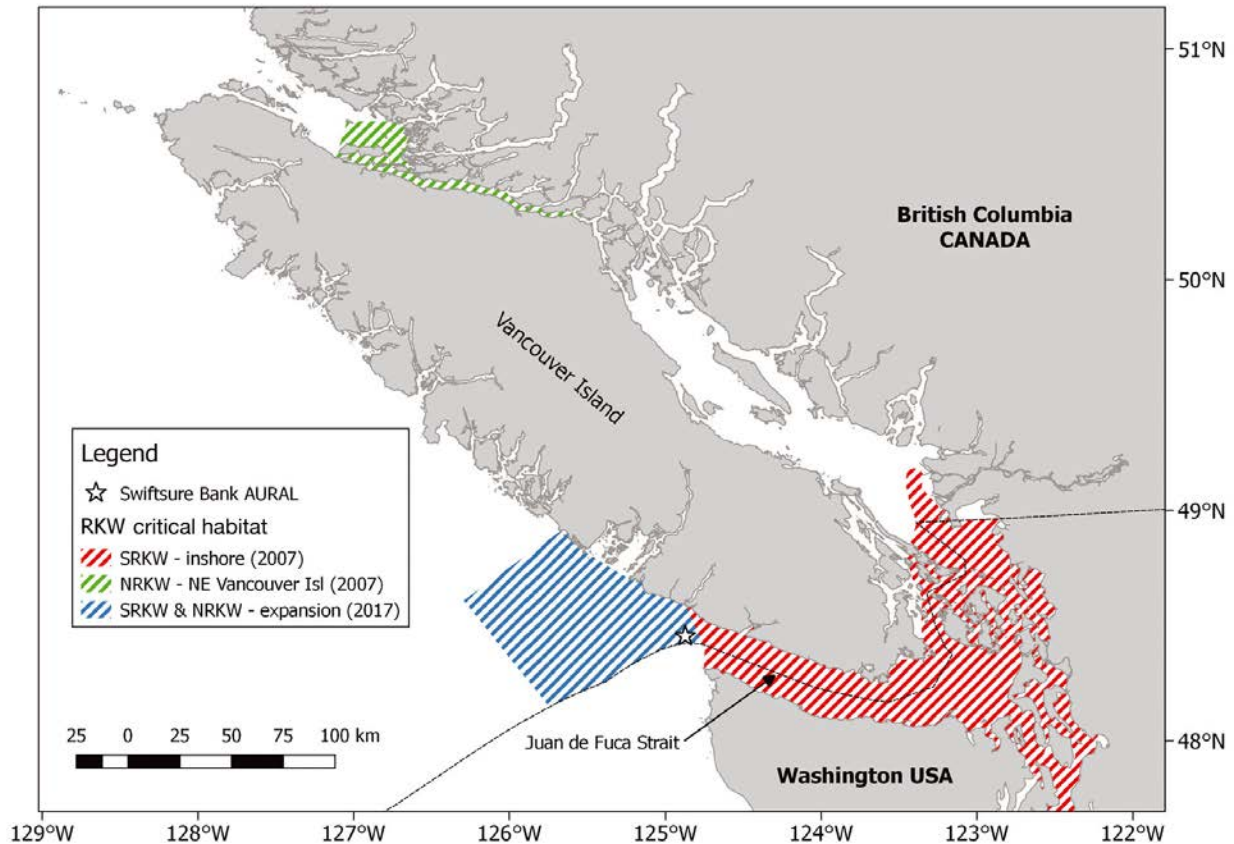 51°N
British Columbia
CANADA
50°N
Vancouver Island
Legend
Swiftsure Bank AURAL
RKW critical habitat
SRKW - inshore (2007)
NRKW - NE Vancouver Isl (2007)
SRKW & NRKW - expansion (2017)
49°N
25 0 25 50 75 100 km
Juan de Fuca Strait
48°N
Washington USA
129°W 128°W 127°W 126°W 125°W 124°W 123°W 122°W